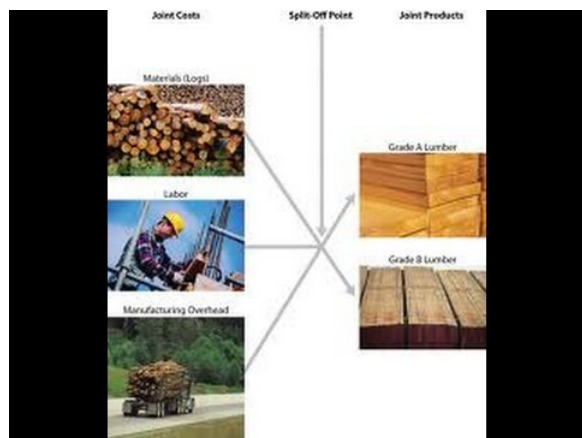 Joint Costs
Split-Off Point
Joint Products
Materials (Logs)
Grade A Lumber
Labor
Grade B Lumber
Manufacturing Overhead